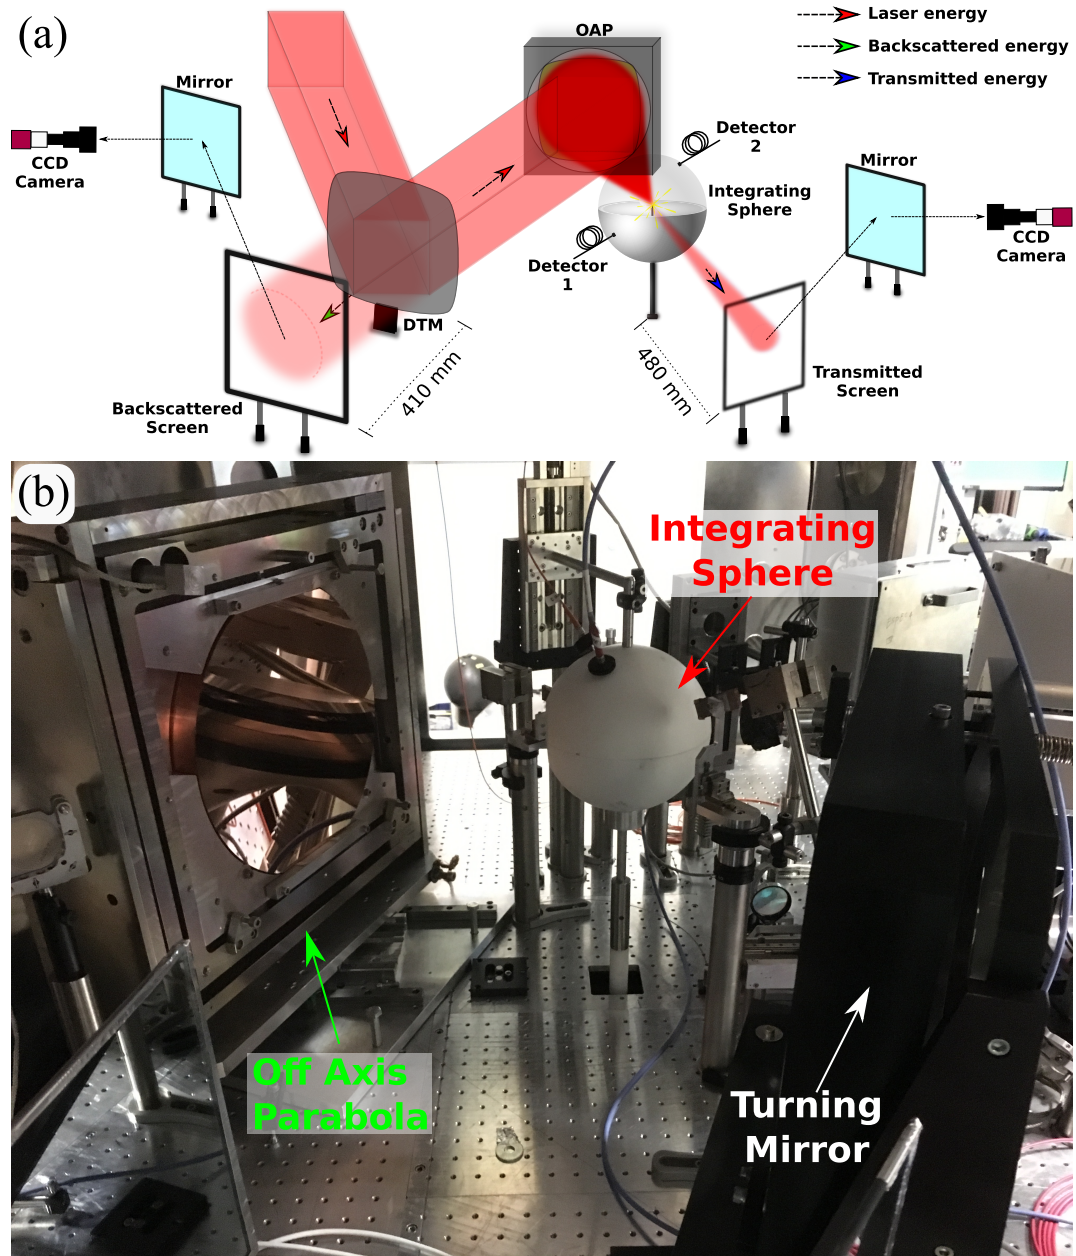 (a)
OAP
Laser energy
Backscattered energy
Transmitted energy
Mirror
CCD
Camera
Detector
2
Integrating
Sphere
Mirror
CCD
Camera
Detector
1
DTM
410 mm
480 mm
Backscattered
Screen
Transmitted
Screen
(b)
Integrating
Sphere
Off Axis
Parabola
Turning
Mirror